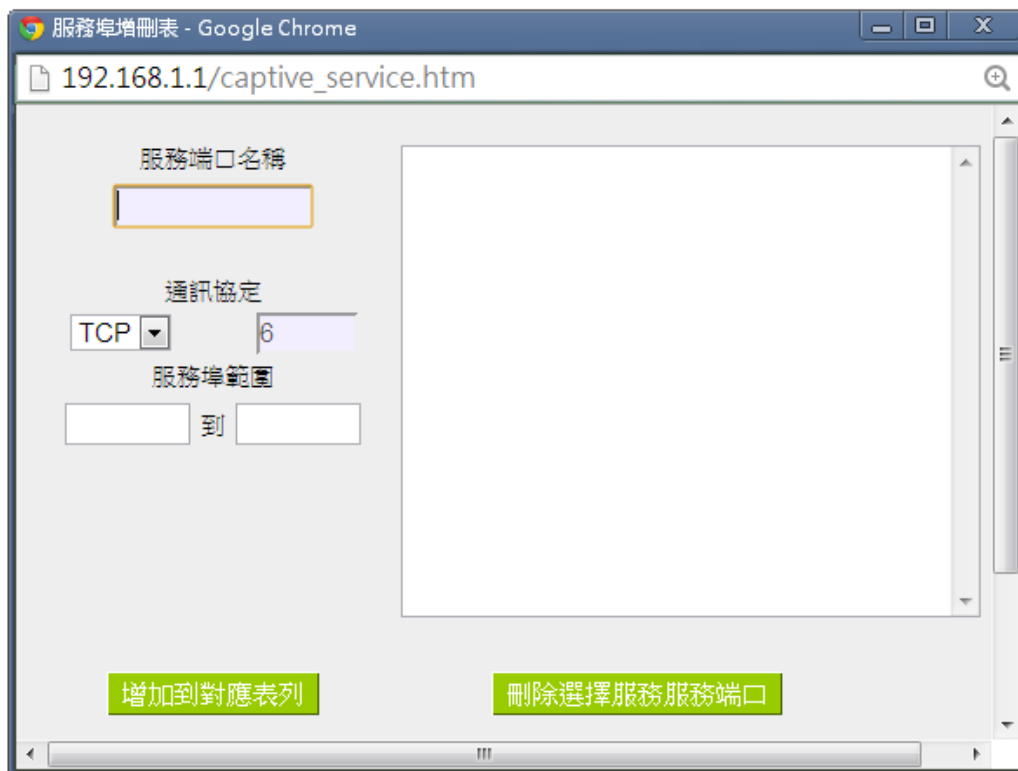 服務埠增刪表 - Google Chrome
192.168.1.1/captive_service.htm
服務端口名稱
通訊協定
TCP 6
服務埠範圍
到
增加到對應表列 刪除選擇服務服務端口